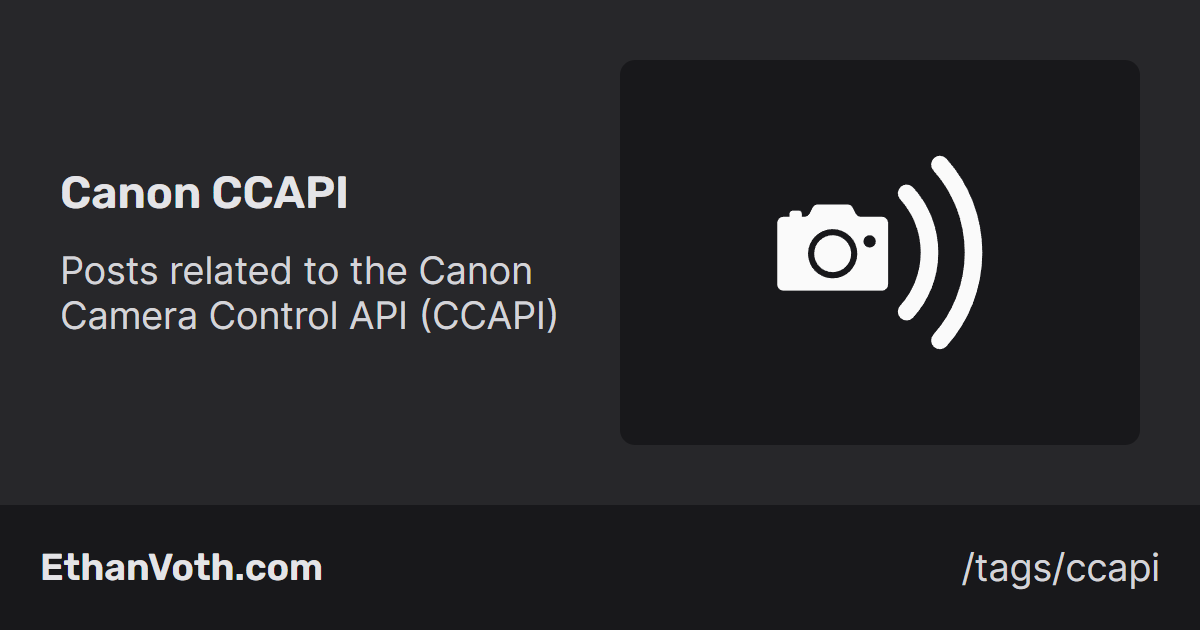 Canon CCAPI
Posts related to the Canon
Camera Control API (CCAPI)
EthanVoth.com
/tags/ccapi